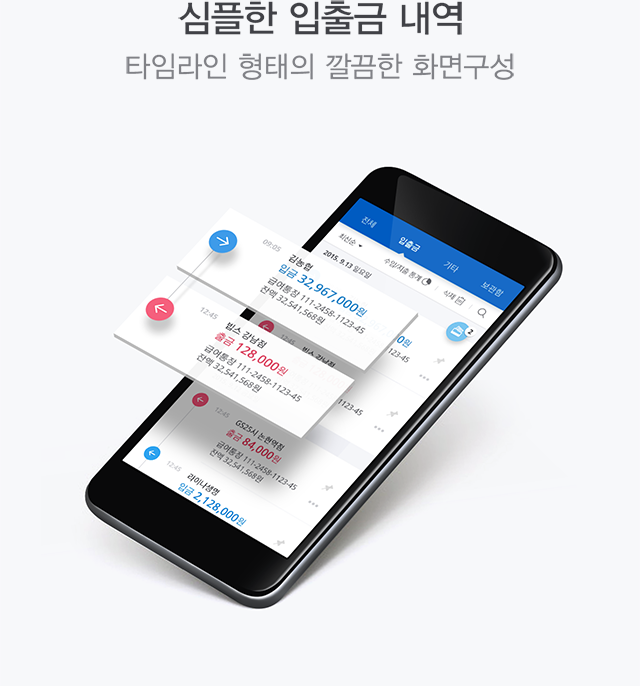 심플한 입출금 내역
타임라인 형태의 깔끔한 화면구성
전체
입출금
기타
보관함
최신순
수입/지출 통계
삭제
2015. 9.13 일요일
2
09:05
김농협
입금 32,967,000원
급여통장 111-2458-1123-45
잔액 32,541,568원
12:45
빕스 강남점
출금 128,000원
급여통장 111-2458-1123-45
잔액 32,541,568원
12:45
GS25시 논현역점
출금 84,000원
급여통장 111-2458-1123-45
잔액 32,541,568원
12:45
라이나생명
입금 2,128,000원